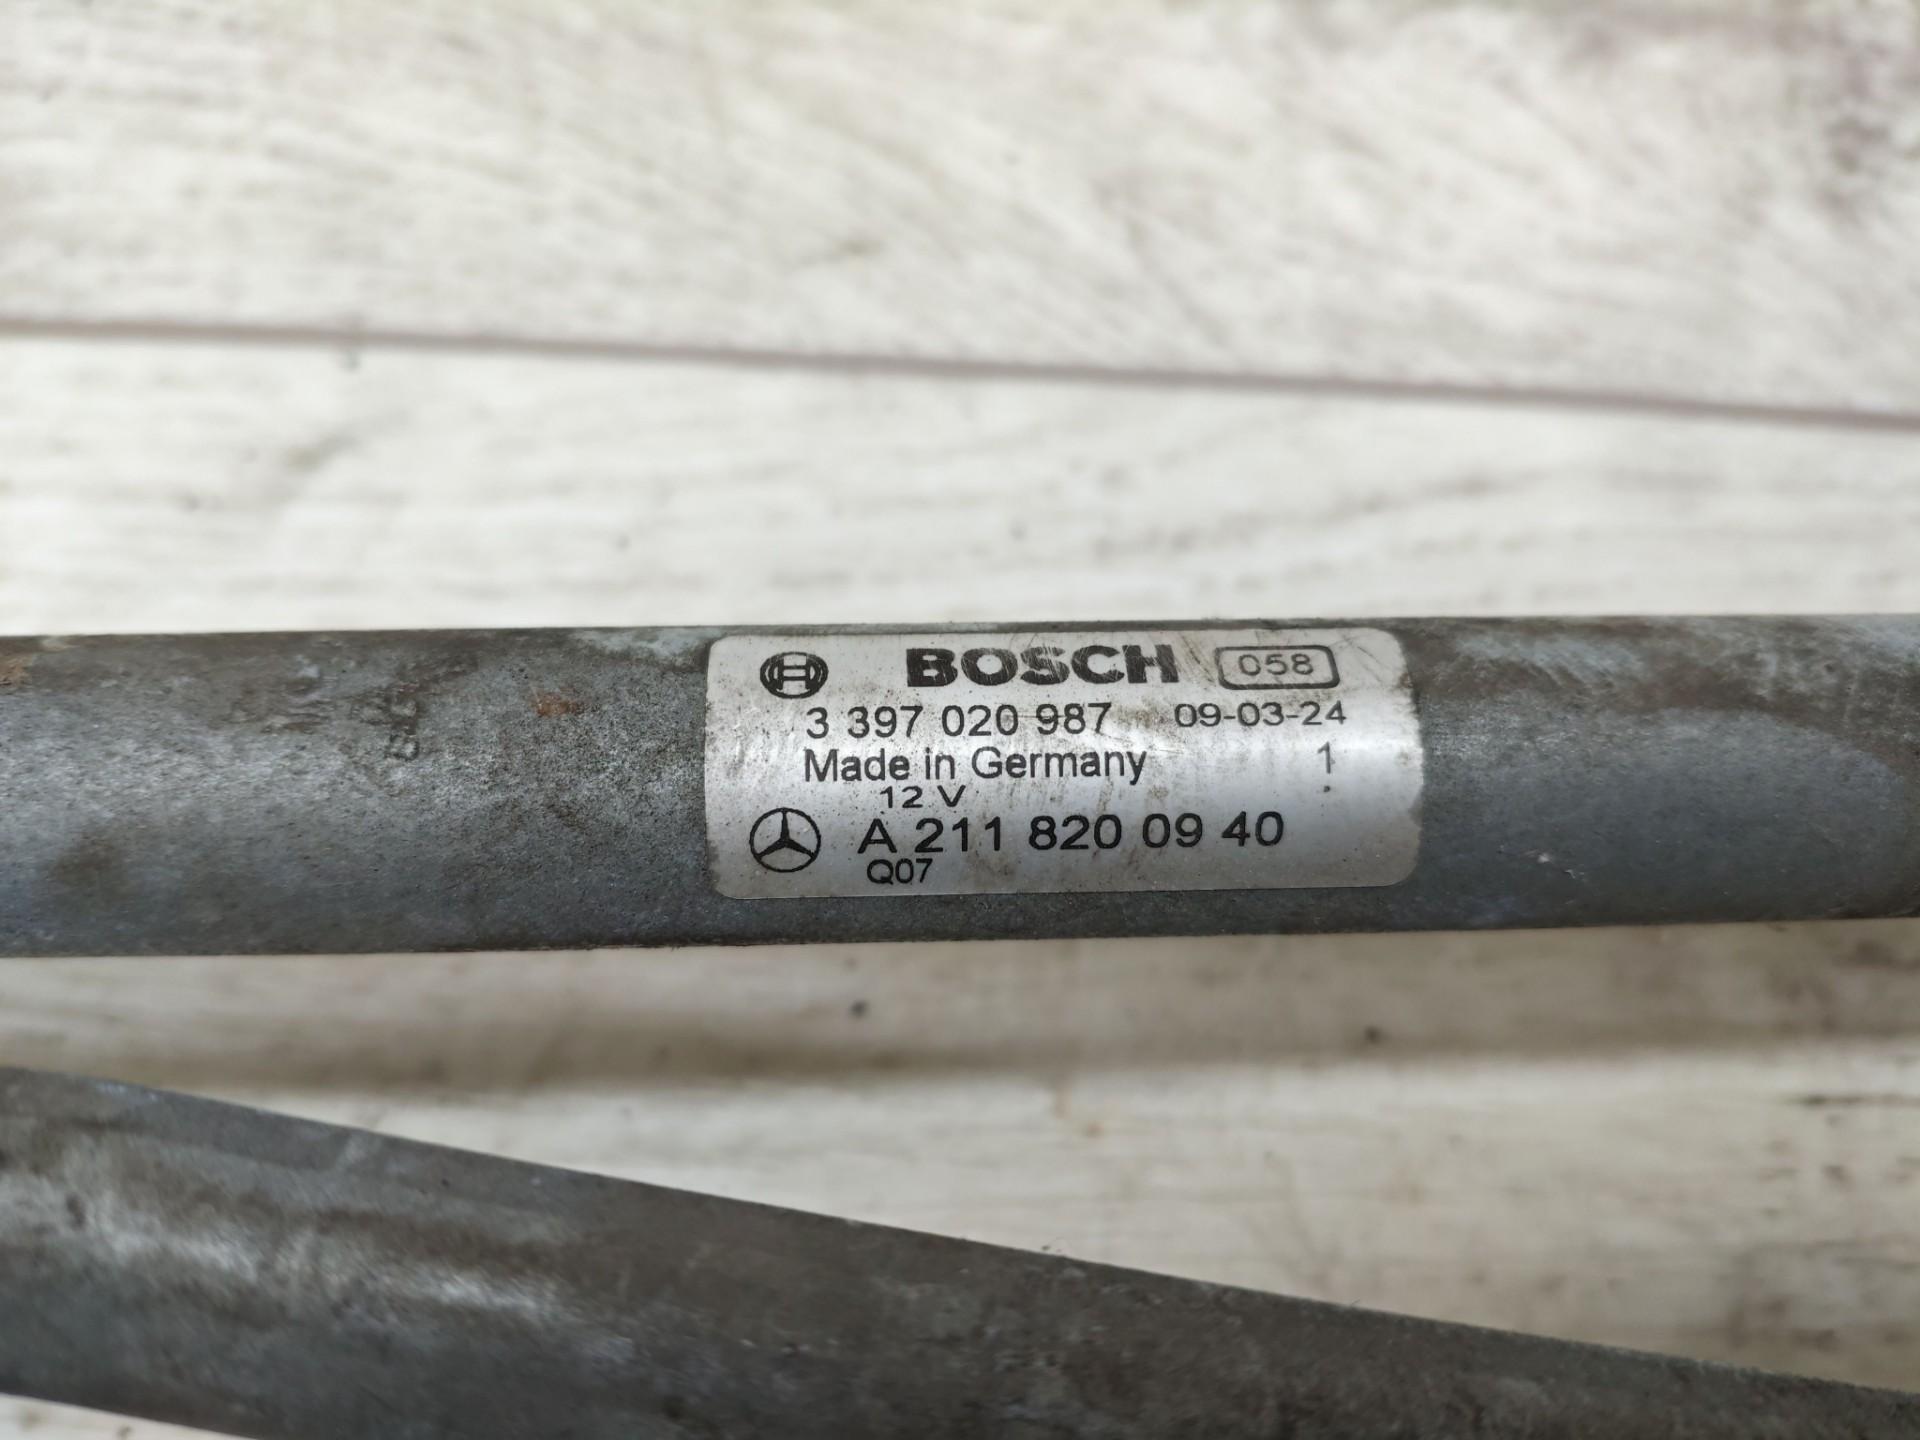 BOSCH 058
3 397 020 987 09-03-24
Made in Germany 1
12 V
A 211 820 09 40
Q07